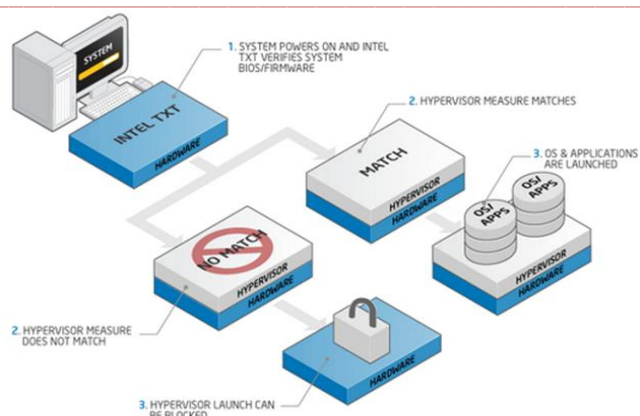 SYSTEM
1. SYSTEM POWERS ON AND INTEL
TXT VERIFIES SYSTEM
BIOS/FIRMWARE
INTEL TXT
HARDWARE
2. HYPERVISOR MEASURE MATCHES
MATCH
HYPERVISOR
HARDWARE
3. OS & APPLICATIONS
ARE LAUNCHED
OS/
APPS
OS/
APPS
HYPERVISOR
HARDWARE
NO MATCH
HYPERVISOR
HARDWARE
2. HYPERVISOR MEASURE
DOES NOT MATCH
HARDWARE
3. HYPERVISOR LAUNCH CAN
BE BLOCKED